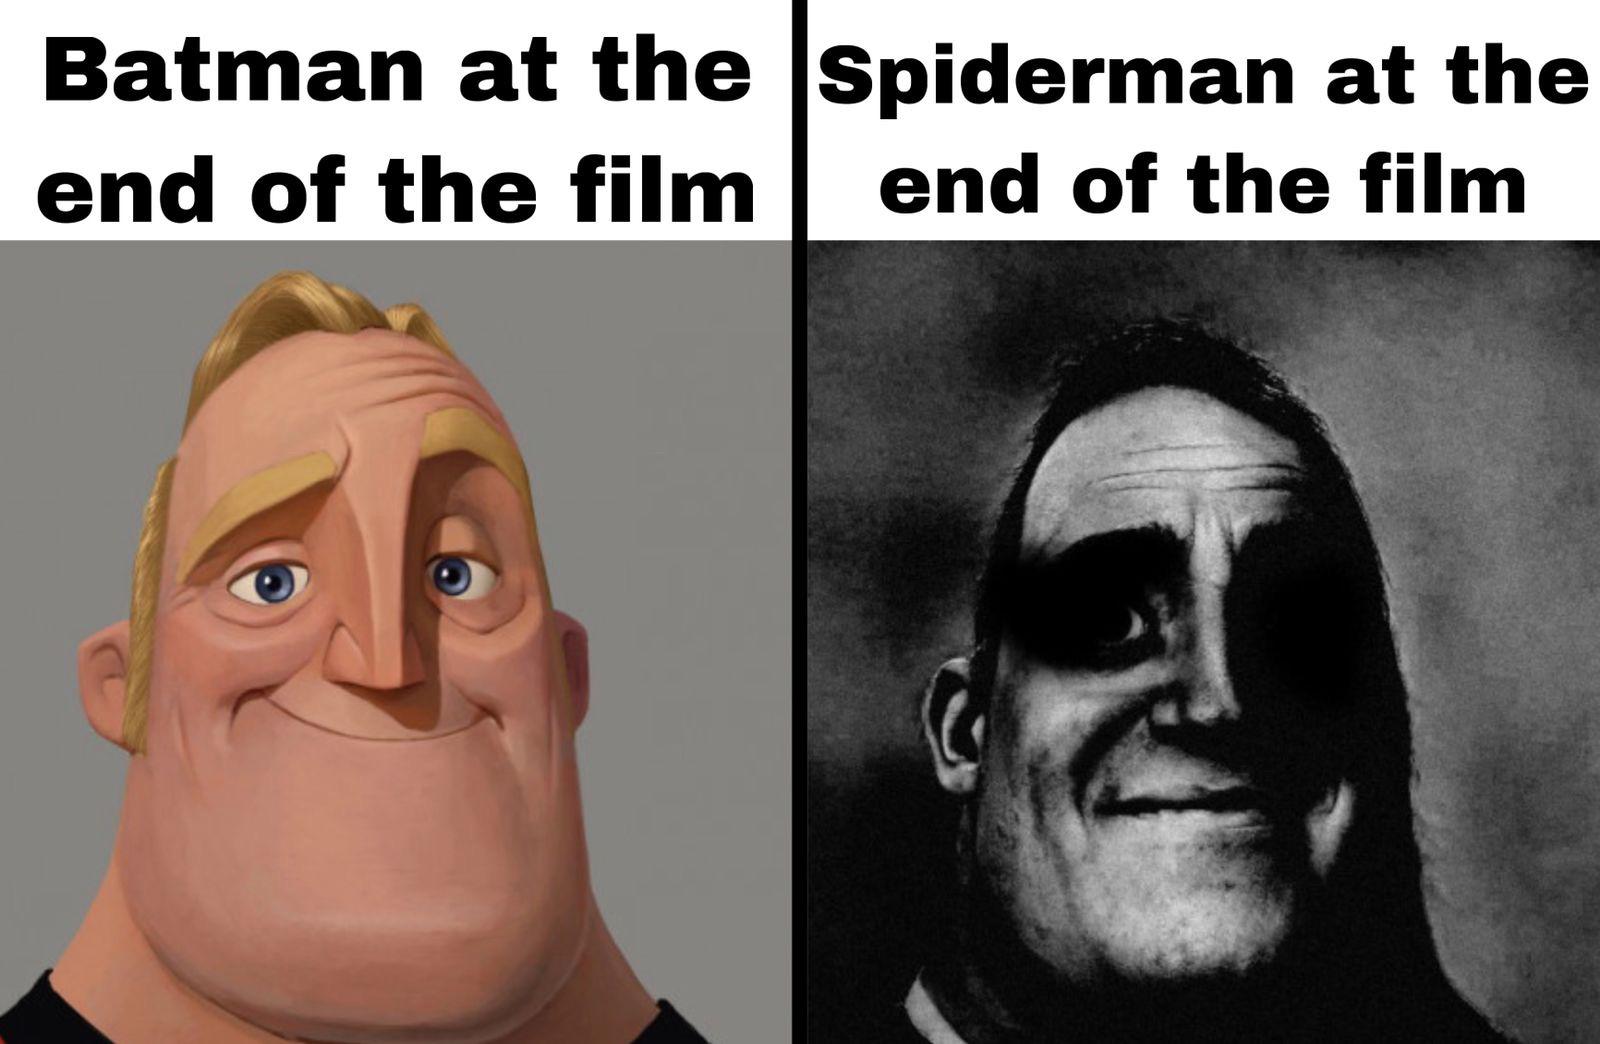 Batman at the
end of the film
Spiderman at the
end of the film